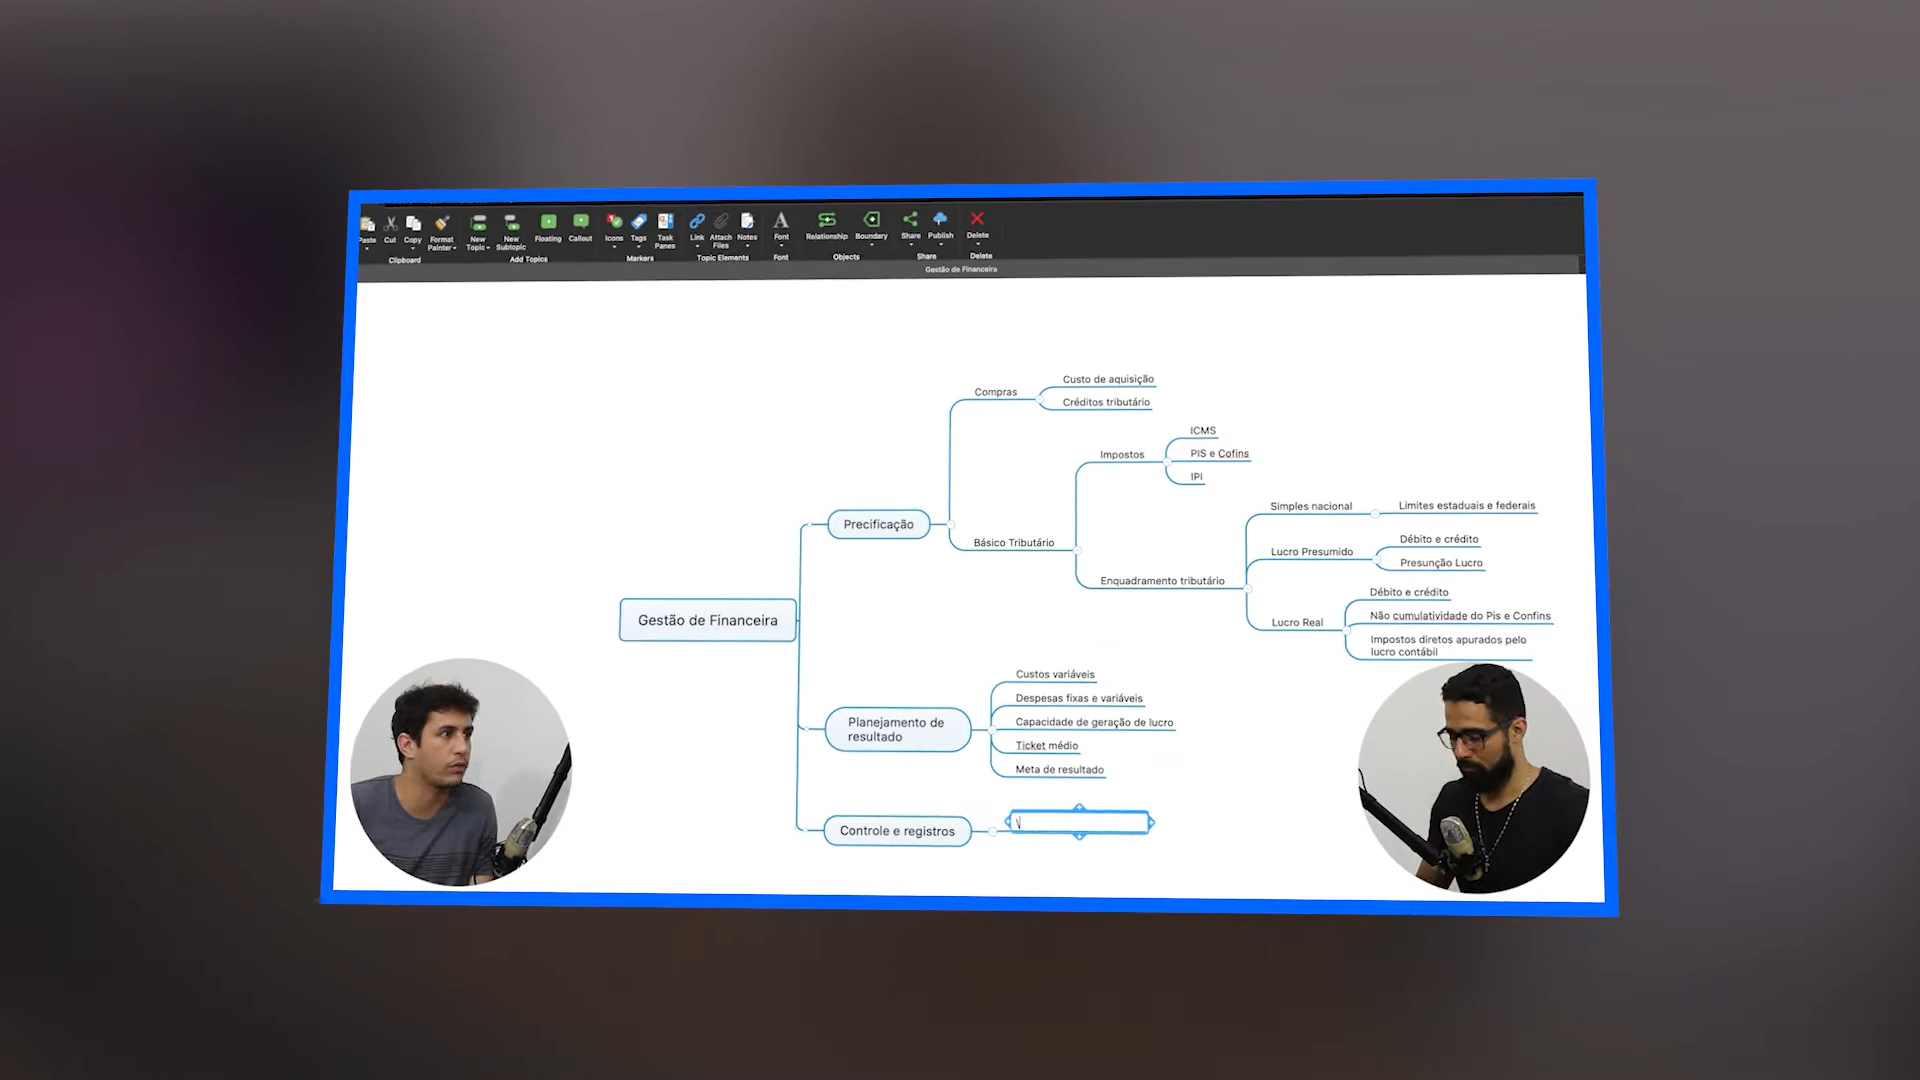 Paste
Cut
Copy
Format
Painter
New
Topic
New
Subtopic
Floating
Callout
Icons
Tags
Task
Panes
Link
Attach
Files
Notes
Font
Relationship
Boundary
Share
Publish
Delete
Clipboard
Add Topics
Markers
Topic Elements
Font
Objects
Share
Delete
Gestão de Financeira
Custo de aquisição
Compras
Créditos tributário
ICMS
Impostos
PIS e Cofins
IPI
Simples nacional
Limites estaduais e federais
Precificação
Básico Tributário
Débito e crédito
Lucro Presumido
Presunção Lucro
Enquadramento tributário
Débito e crédito
Lucro Real
Não cumulatividade do Pis e Confins
Impostos diretos apurados pelo
lucro contábil
Gestão de Financeira
Custos variáveis
Despesas fixas e variáveis
Planejamento de
resultado
Capacidade de geração de lucro
Ticket médio
Meta de resultado
Controle e registros